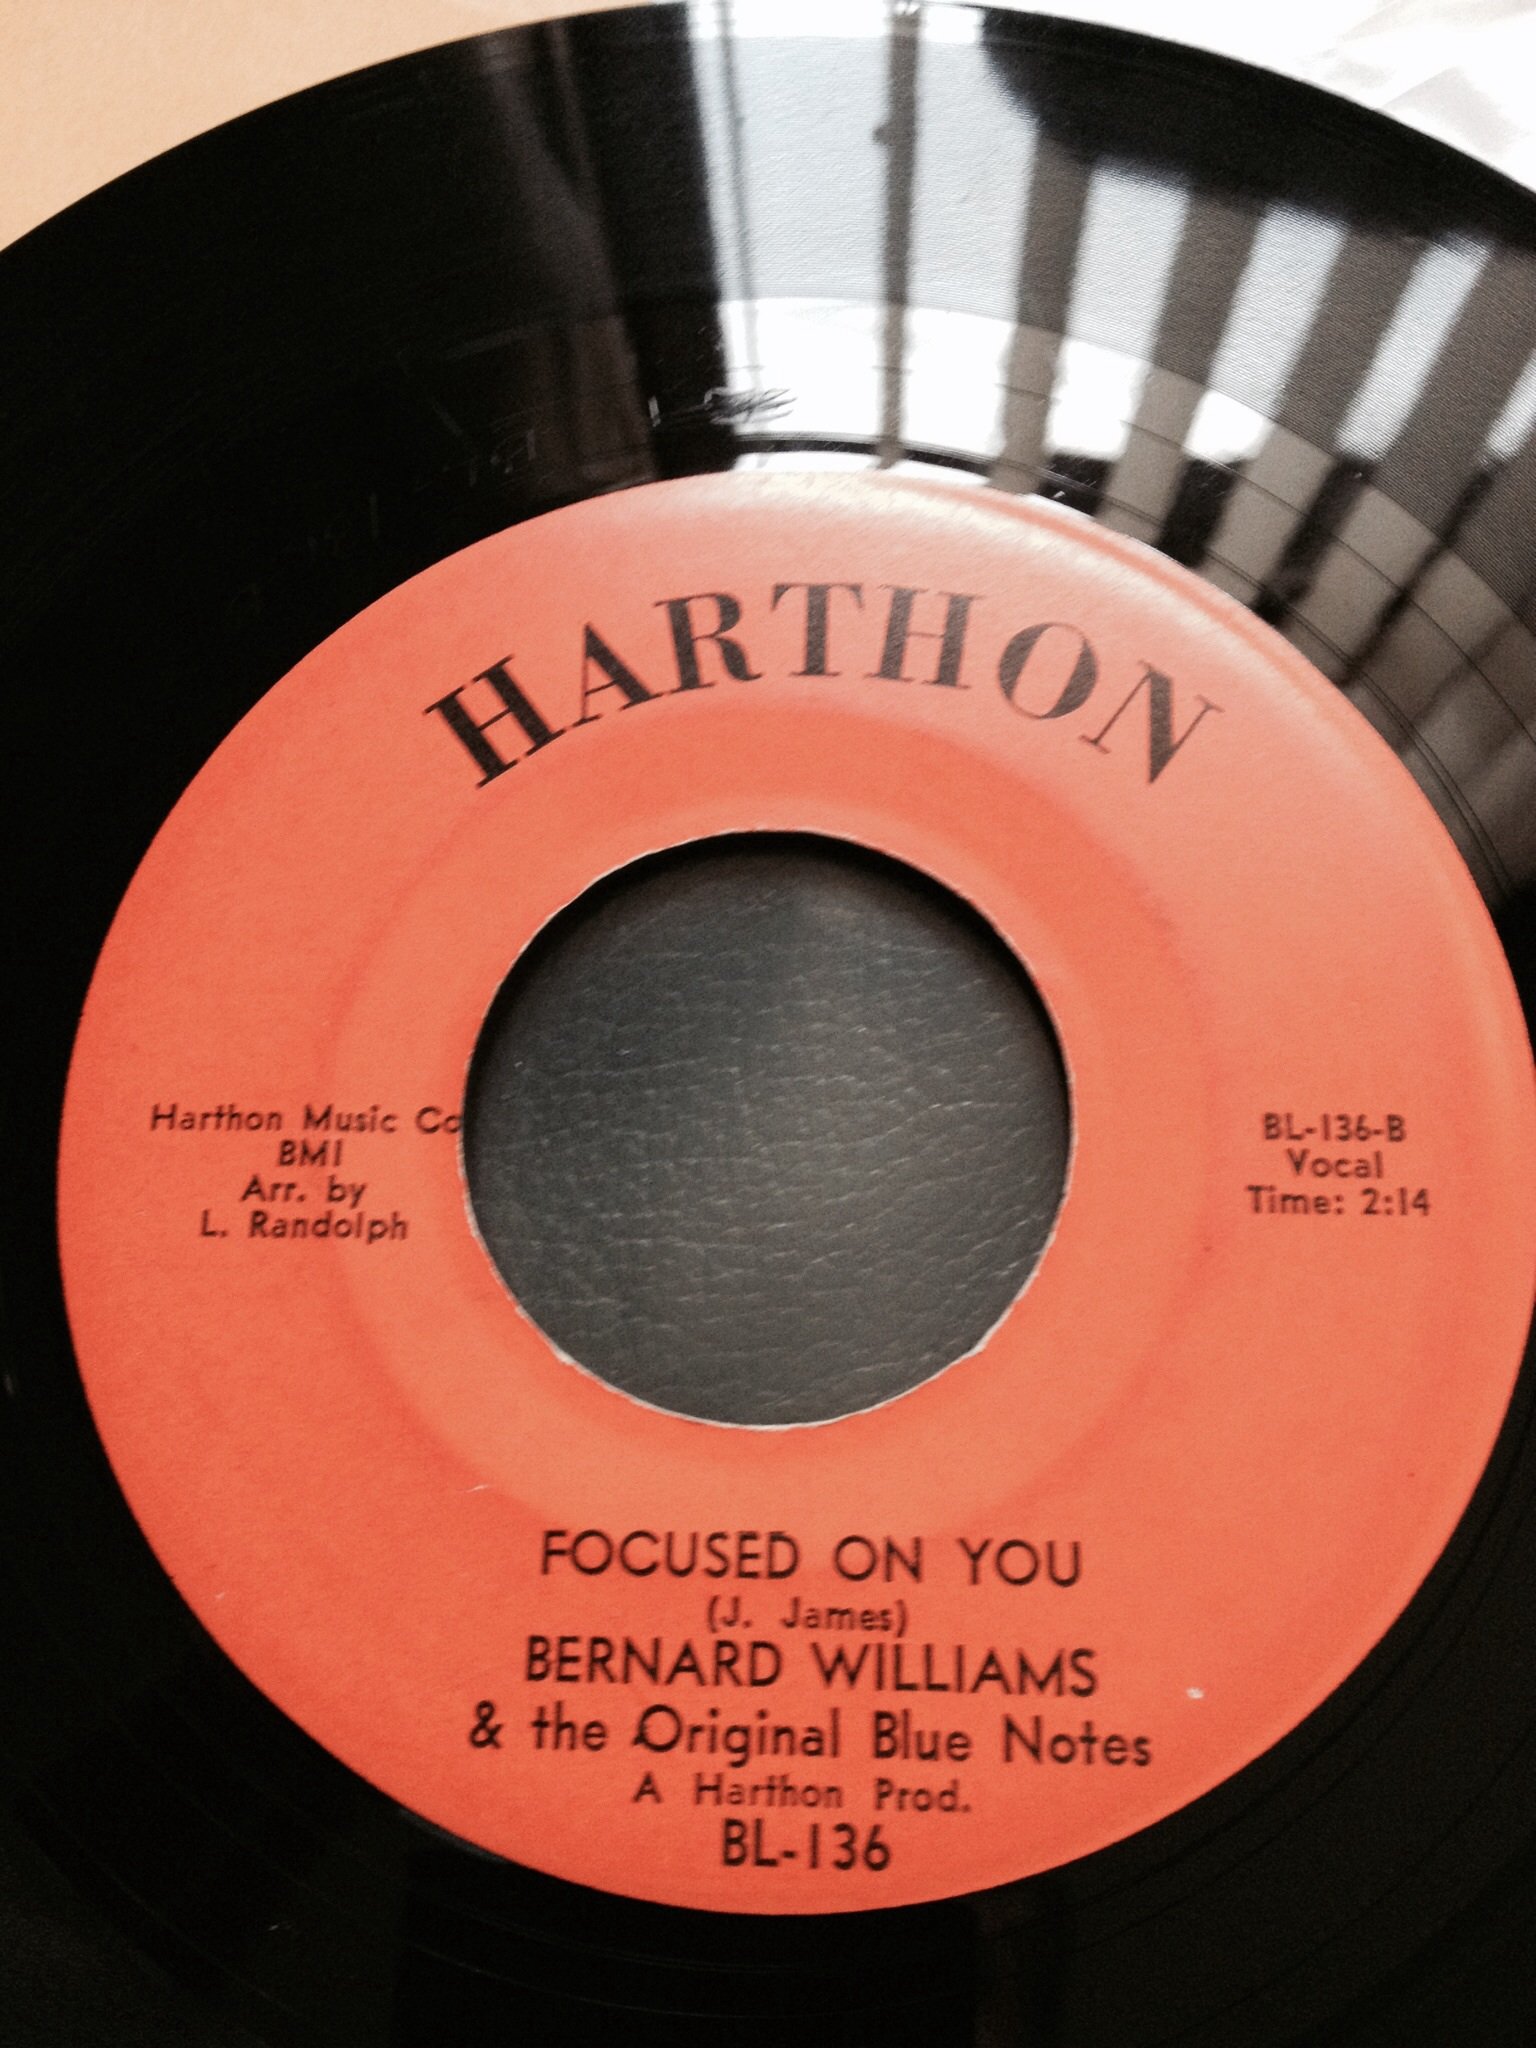 HARTHON
Harthon Music Co
BMI
Arr. by
L. Randolph
BL-136-B
Vocal
Time: 2:14
FOCUSED ON YOU
(J. James)
BERNARD WILLIAMS
& the Original Blue Notes
A Harthon Prod.
BL-136